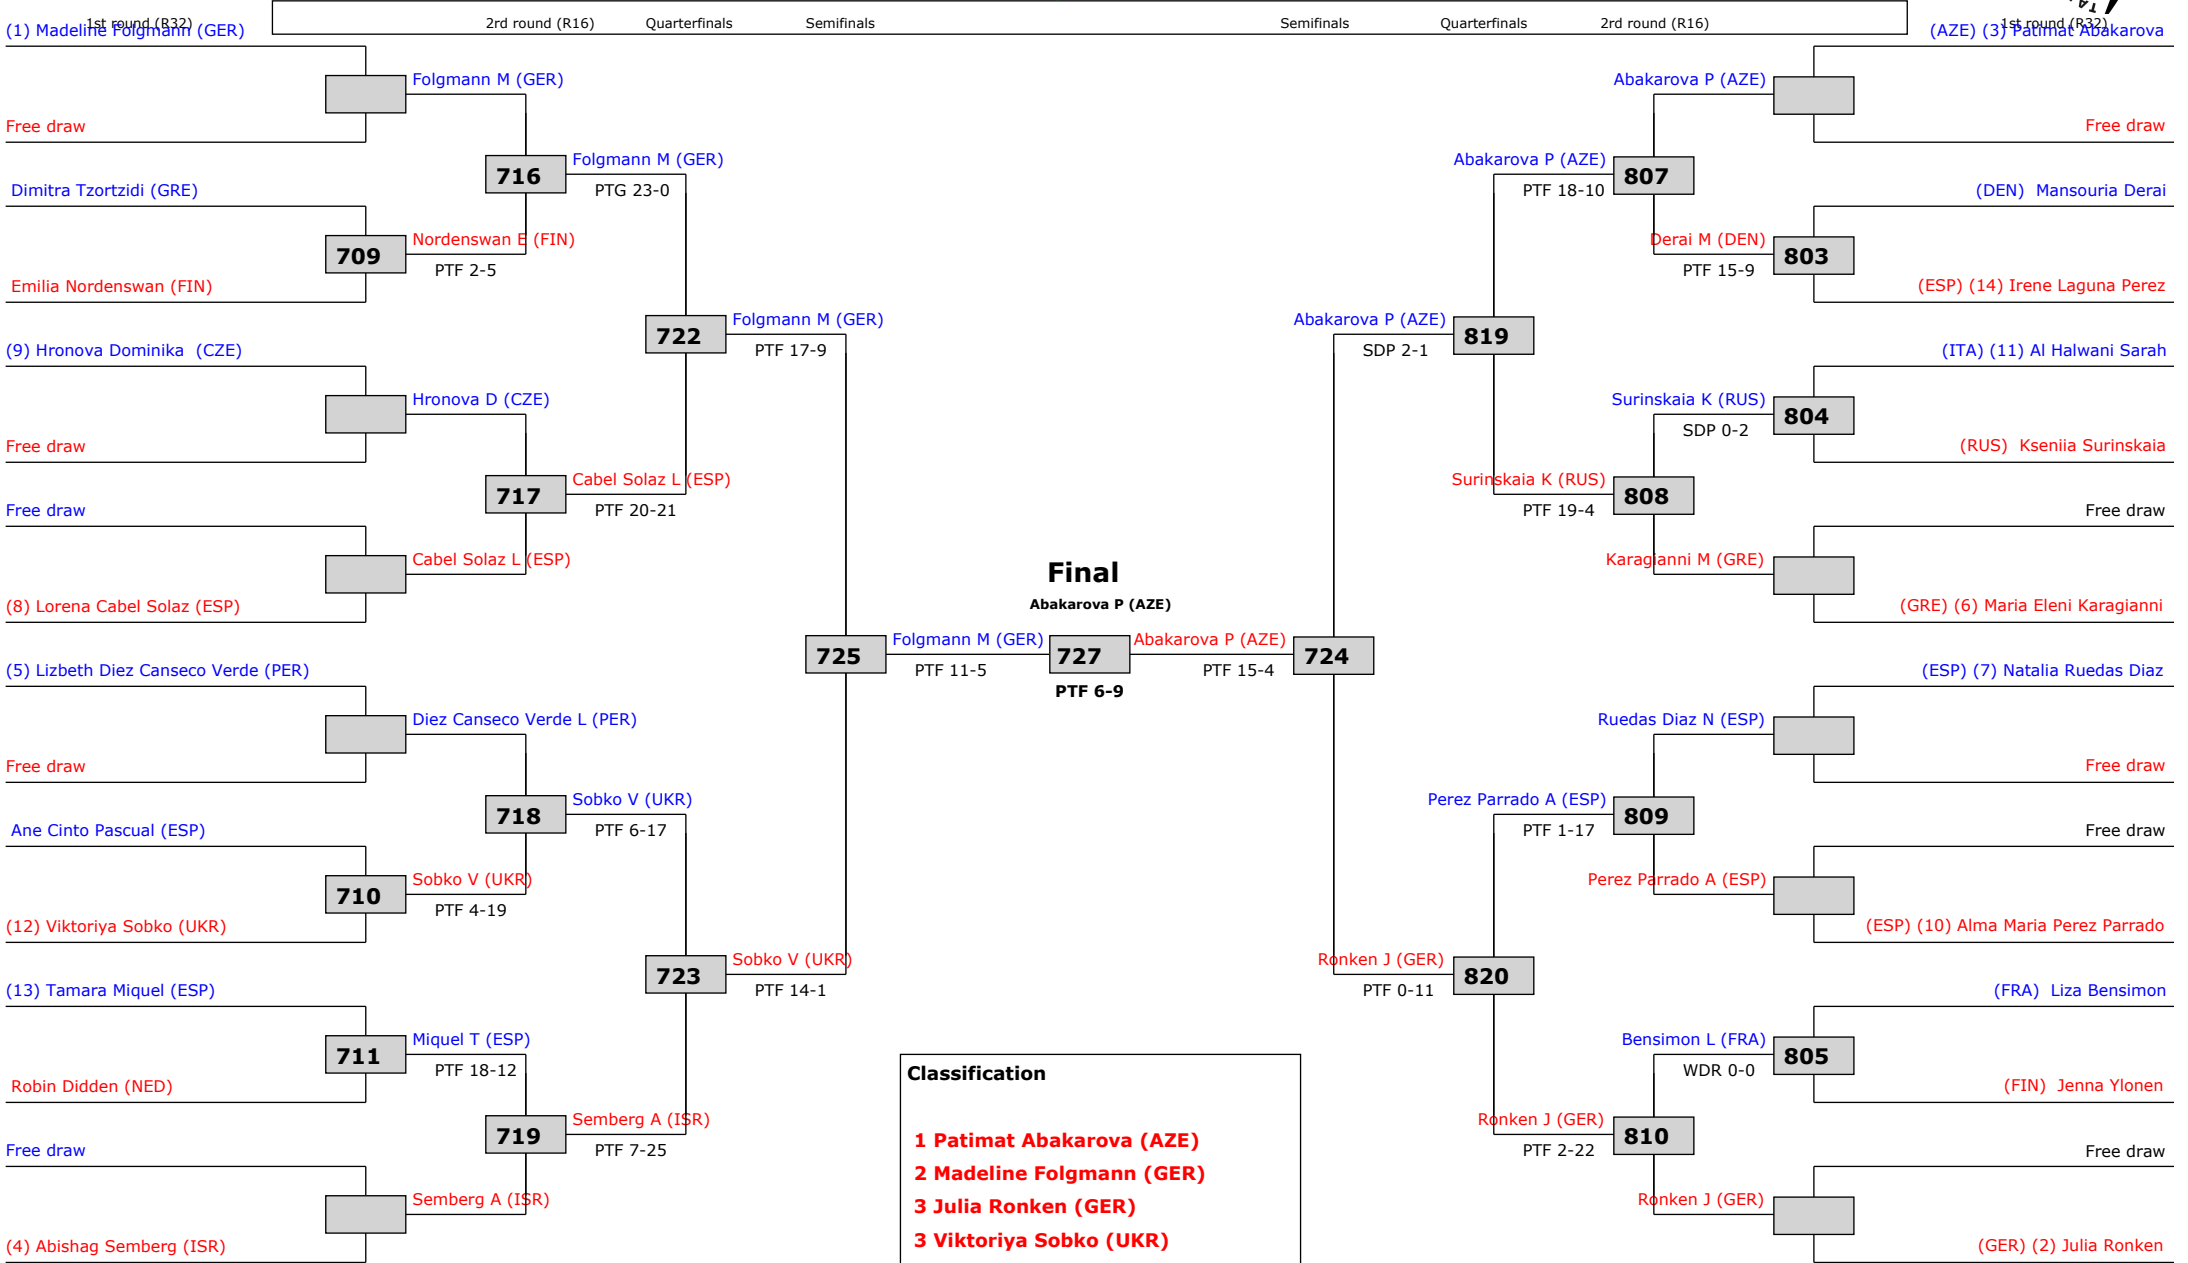 1st round (R32)
2rd round (R16)
Quarterfinals
Semifinals
Semifinals
Quarterfinals
2rd round (R16)
1st round (R32)
(1) Madeline Folgmann (GER)
Free draw
Folgmann M (GER)
Dimitra Tzortzidi (GRE)
Emilia Nordenswan (FIN)
709
Nordenswan E (FIN)
PTF 2-5
716
Folgmann M (GER)
PTG 23-0
(9) Hronova Dominika (CZE)
Free draw
Hronova D (CZE)
Free draw
(8) Lorena Cabel Solaz (ESP)
Cabel Solaz L (ESP)
717
Cabel Solaz L (ESP)
PTF 20-21
722
Folgmann M (GER)
PTF 17-9
(5) Lizbeth Diez Canseco Verde (PER)
Free draw
Diez Canseco Verde L (PER)
Ane Cinto Pascual (ESP)
(12) Viktoriya Sobko (UKR)
710
Sobko V (UKR)
PTF 4-19
718
Sobko V (UKR)
PTF 6-17
(13) Tamara Miquel (ESP)
Robin Didden (NED)
711
Miquel T (ESP)
PTF 18-12
Free draw
(4) Abishag Semberg (ISR)
Semberg A (ISR)
719
Semberg A (ISR)
PTF 7-25
723
Sobko V (UKR)
PTF 14-1
725
Folgmann M (GER)
PTF 11-5
Final
Abakarova P (AZE)
727
PTF 6-9
Abakarova P (AZE)
PTF 15-4
724
(AZE) (3) Patimat Abakarova
Free draw
Abakarova P (AZE)
(DEN) Mansouria Derai
(ESP) (14) Irene Laguna Perez
803
Derai M (DEN)
PTF 15-9
807
Abakarova P (AZE)
PTF 18-10
(ITA) (11) Al Halwani Sarah
(RUS) Kseniia Surinskaia
804
Surinskaia K (RUS)
SDP 0-2
Free draw
(GRE) (6) Maria Eleni Karagianni
Karagianni M (GRE)
808
Surinskaia K (RUS)
PTF 19-4
819
Abakarova P (AZE)
SDP 2-1
(ESP) (7) Natalia Ruedas Diaz
Free draw
Ruedas Diaz N (ESP)
Free draw
(ESP) (10) Alma Maria Perez Parrado
Perez Parrado A (ESP)
809
Perez Parrado A (ESP)
PTF 1-17
(FRA) Liza Bensimon
(FIN) Jenna Ylonen
805
Bensimon L (FRA)
WDR 0-0
Free draw
(GER) (2) Julia Ronken
Ronken J (GER)
810
Ronken J (GER)
PTF 2-22
820
Ronken J (GER)
PTF 0-11
Classification
1 Patimat Abakarova (AZE)
2 Madeline Folgmann (GER)
3 Julia Ronken (GER)
3 Viktoriya Sobko (UKR)